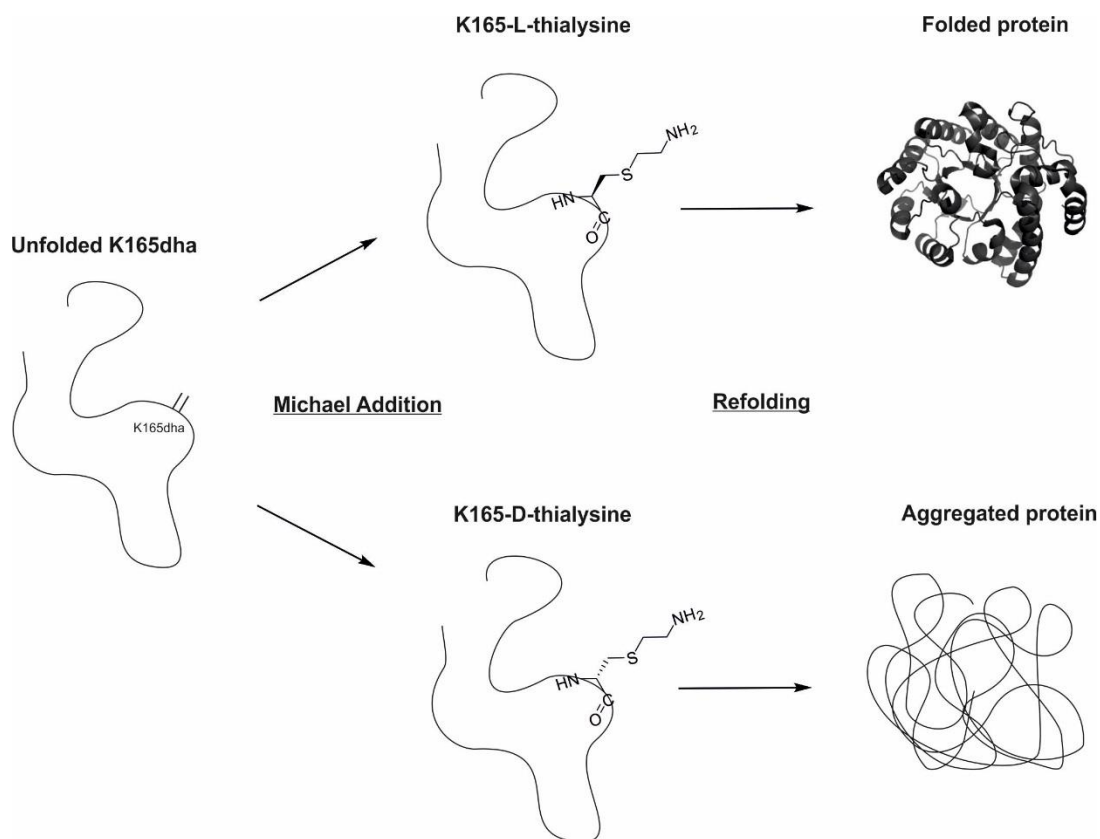 K165-L-thialysine
Folded protein
NH2
S
HN
O=C
Unfolded K165dha
K165dha
Michael Addition
Refolding
K165-D-thialysine
Aggregated protein
NH2
S
HN
O=C